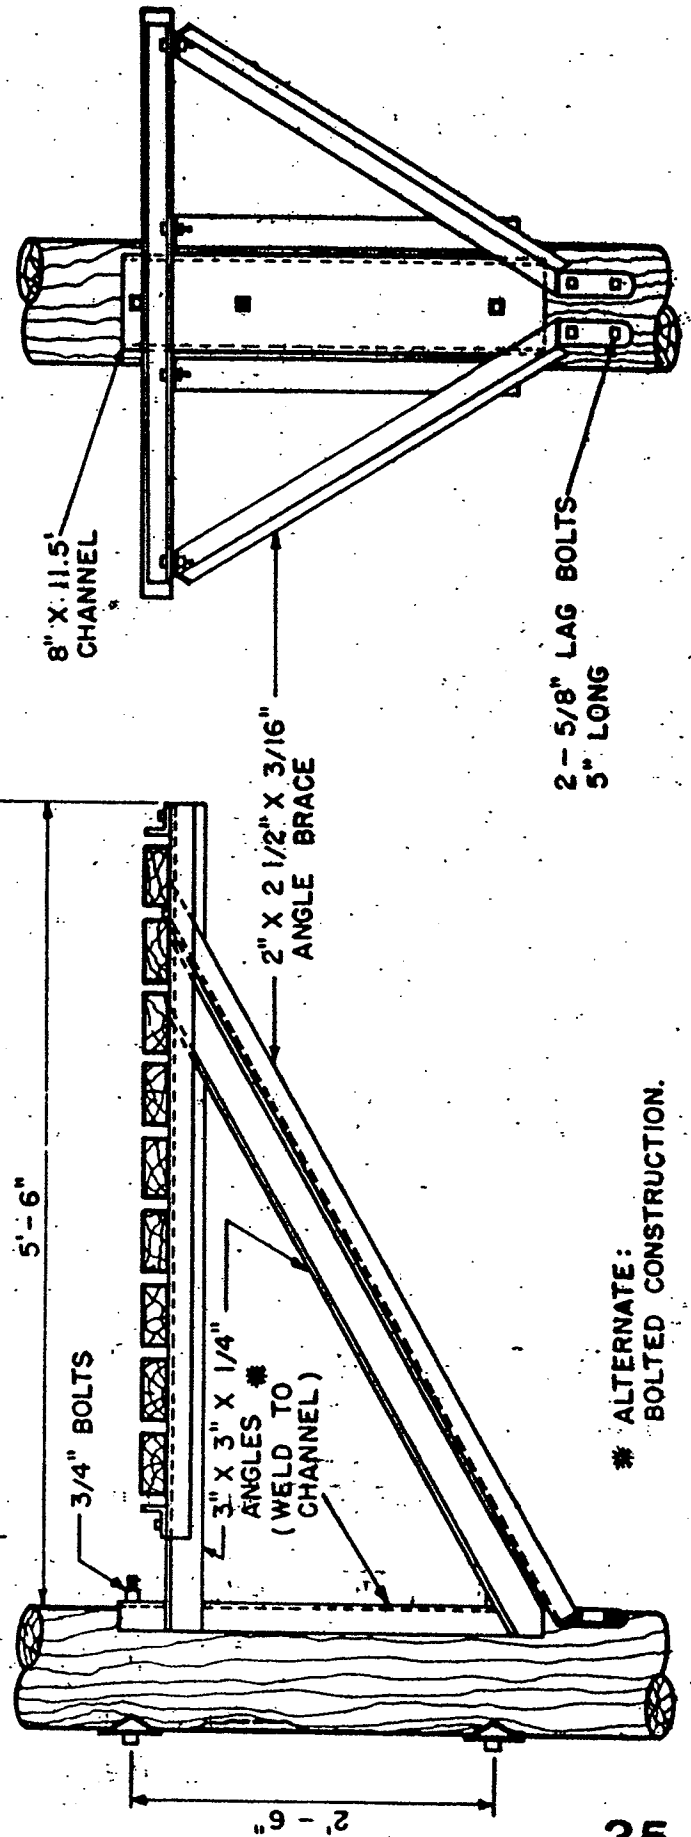 8" X 11.5'
CHANNEL
2 - 5/8" LAG BOLTS
5" LONG
5'-6"
2" X 2 1/2" X 3/16"
ANGLE BRACE
3/4" BOLTS
3" X 3" X 1/4"
ANGLES *
(WELD TO
CHANNEL)
* ALTERNATE:
BOLTED CONSTRUCTION.
2'-6"